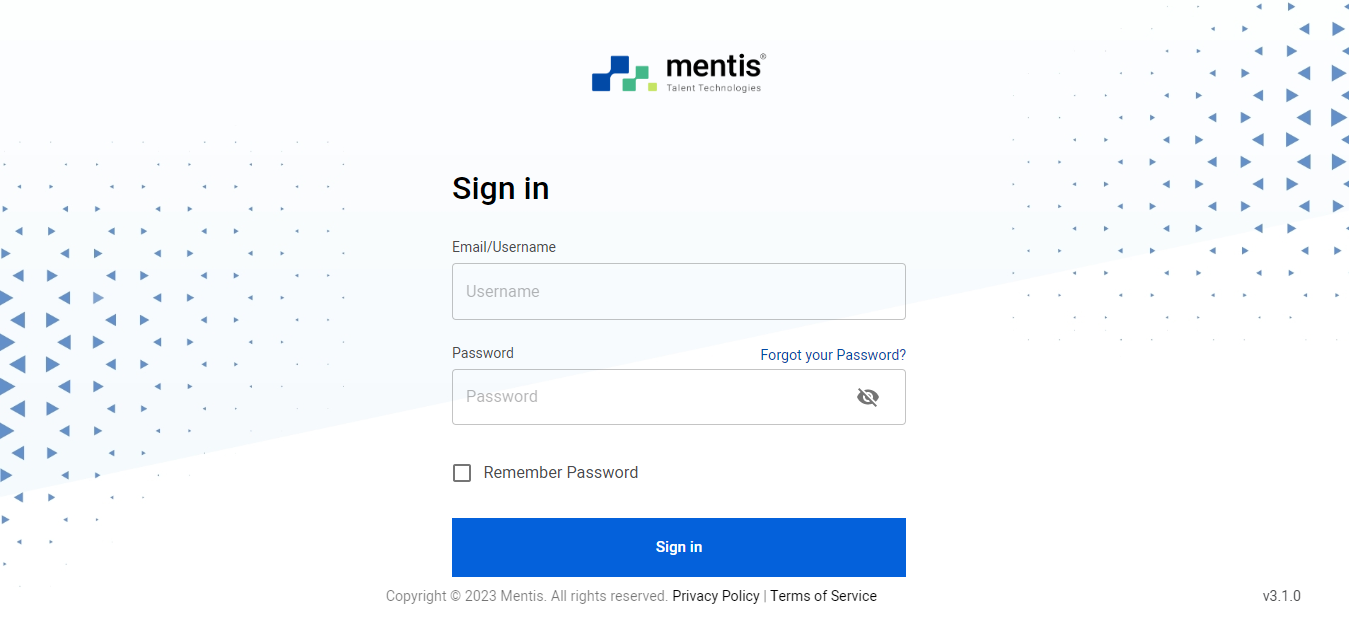 mentis®
Talent Technologies
Sign in
Email/Username
Username
Password
Forgot your Password?
Password
Remember Password
Sign in
Copyright © 2023 Mentis. All rights reserved. Privacy Policy | Terms of Service
v3.1.0